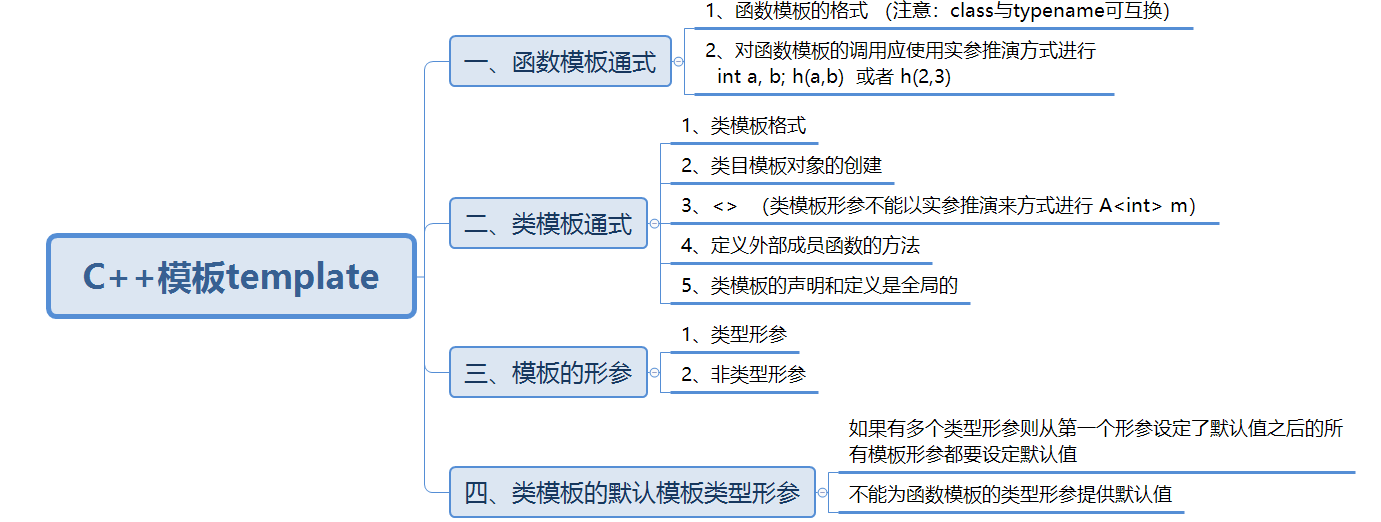 C++模板template
一、函数模板通式
1、函数模板的格式 （注意：class与typename可互换）
2、对函数模板的调用应使用实参推演方式进行
int a, b; h(a,b) 或者 h(2,3)
二、类模板通式
1、类模板格式
2、类目模板对象的创建
3、<> （类模板形参不能以实参推演来方式进行 A<int> m）
4、定义外部成员函数的方法
5、类模板的声明和定义是全局的
三、模板的形参
1、类型形参
2、非类型形参
四、类模板的默认模板类型形参
如果有多个类型形参则从第一个形参设定了默认值之后的所
有模板形参都要设定默认值
不能为函数模板的类型形参提供默认值